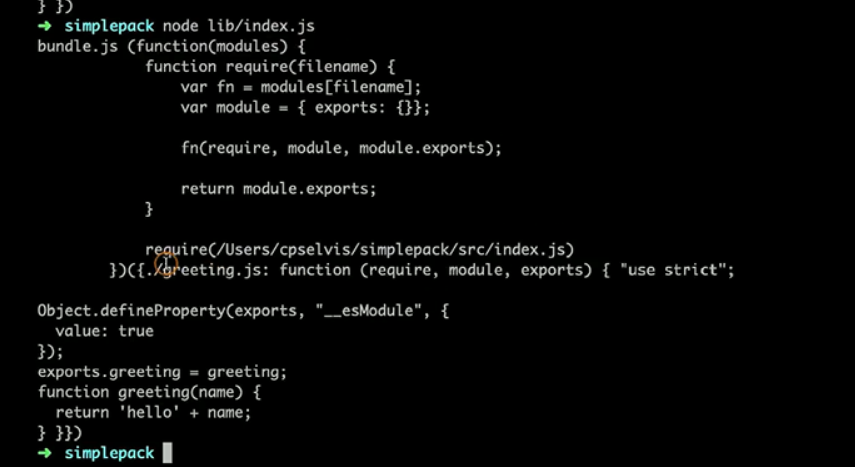 } })
➜ simplepack node lib/index.js
bundle.js (function(modules) {
function require(filename) {
var fn = modules[filename];
var module = { exports: {}};
fn(require, module, module.exports);
return module.exports;
}
require(/Users/cpselvis/simplepack/src/index.js)
})({./greeting.js: function (require, module, exports) { "use strict";
Object.defineProperty(exports, "__esModule", {
value: true
});
exports.greeting = greeting;
function greeting(name) {
return 'hello' + name;
} }})
➜ simplepack